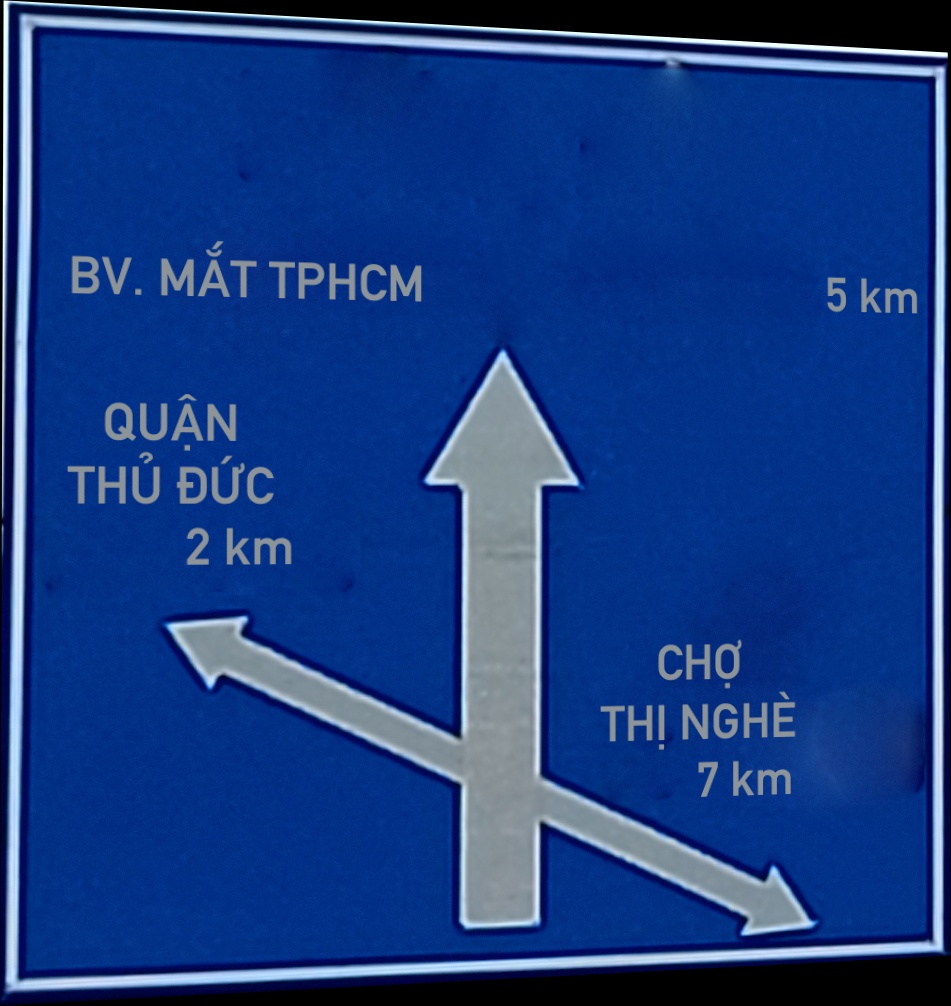 BV. MẮT TPHCM 5 km
QUẬN
THỦ ĐỨC
2 km
CHỢ
THỊ NGHÈ
7 km